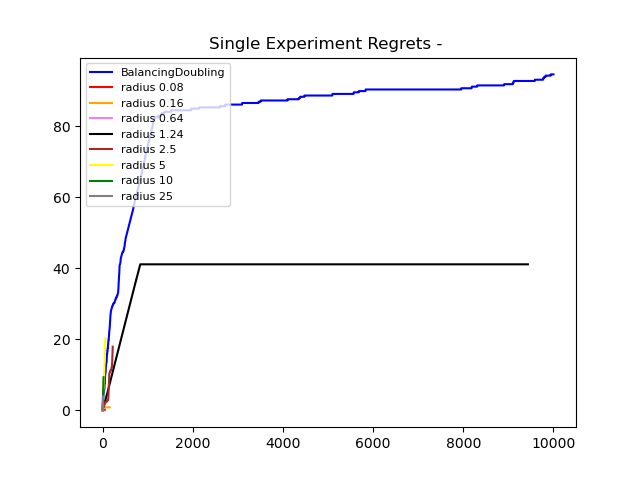 Single Experiment Regrets -
BalancingDoubling
radius 0.08
radius 0.16
radius 0.64
radius 1.24
radius 2.5
radius 5
radius 10
radius 25
80
60
40
20
0
0 2000 4000 6000 8000 10000